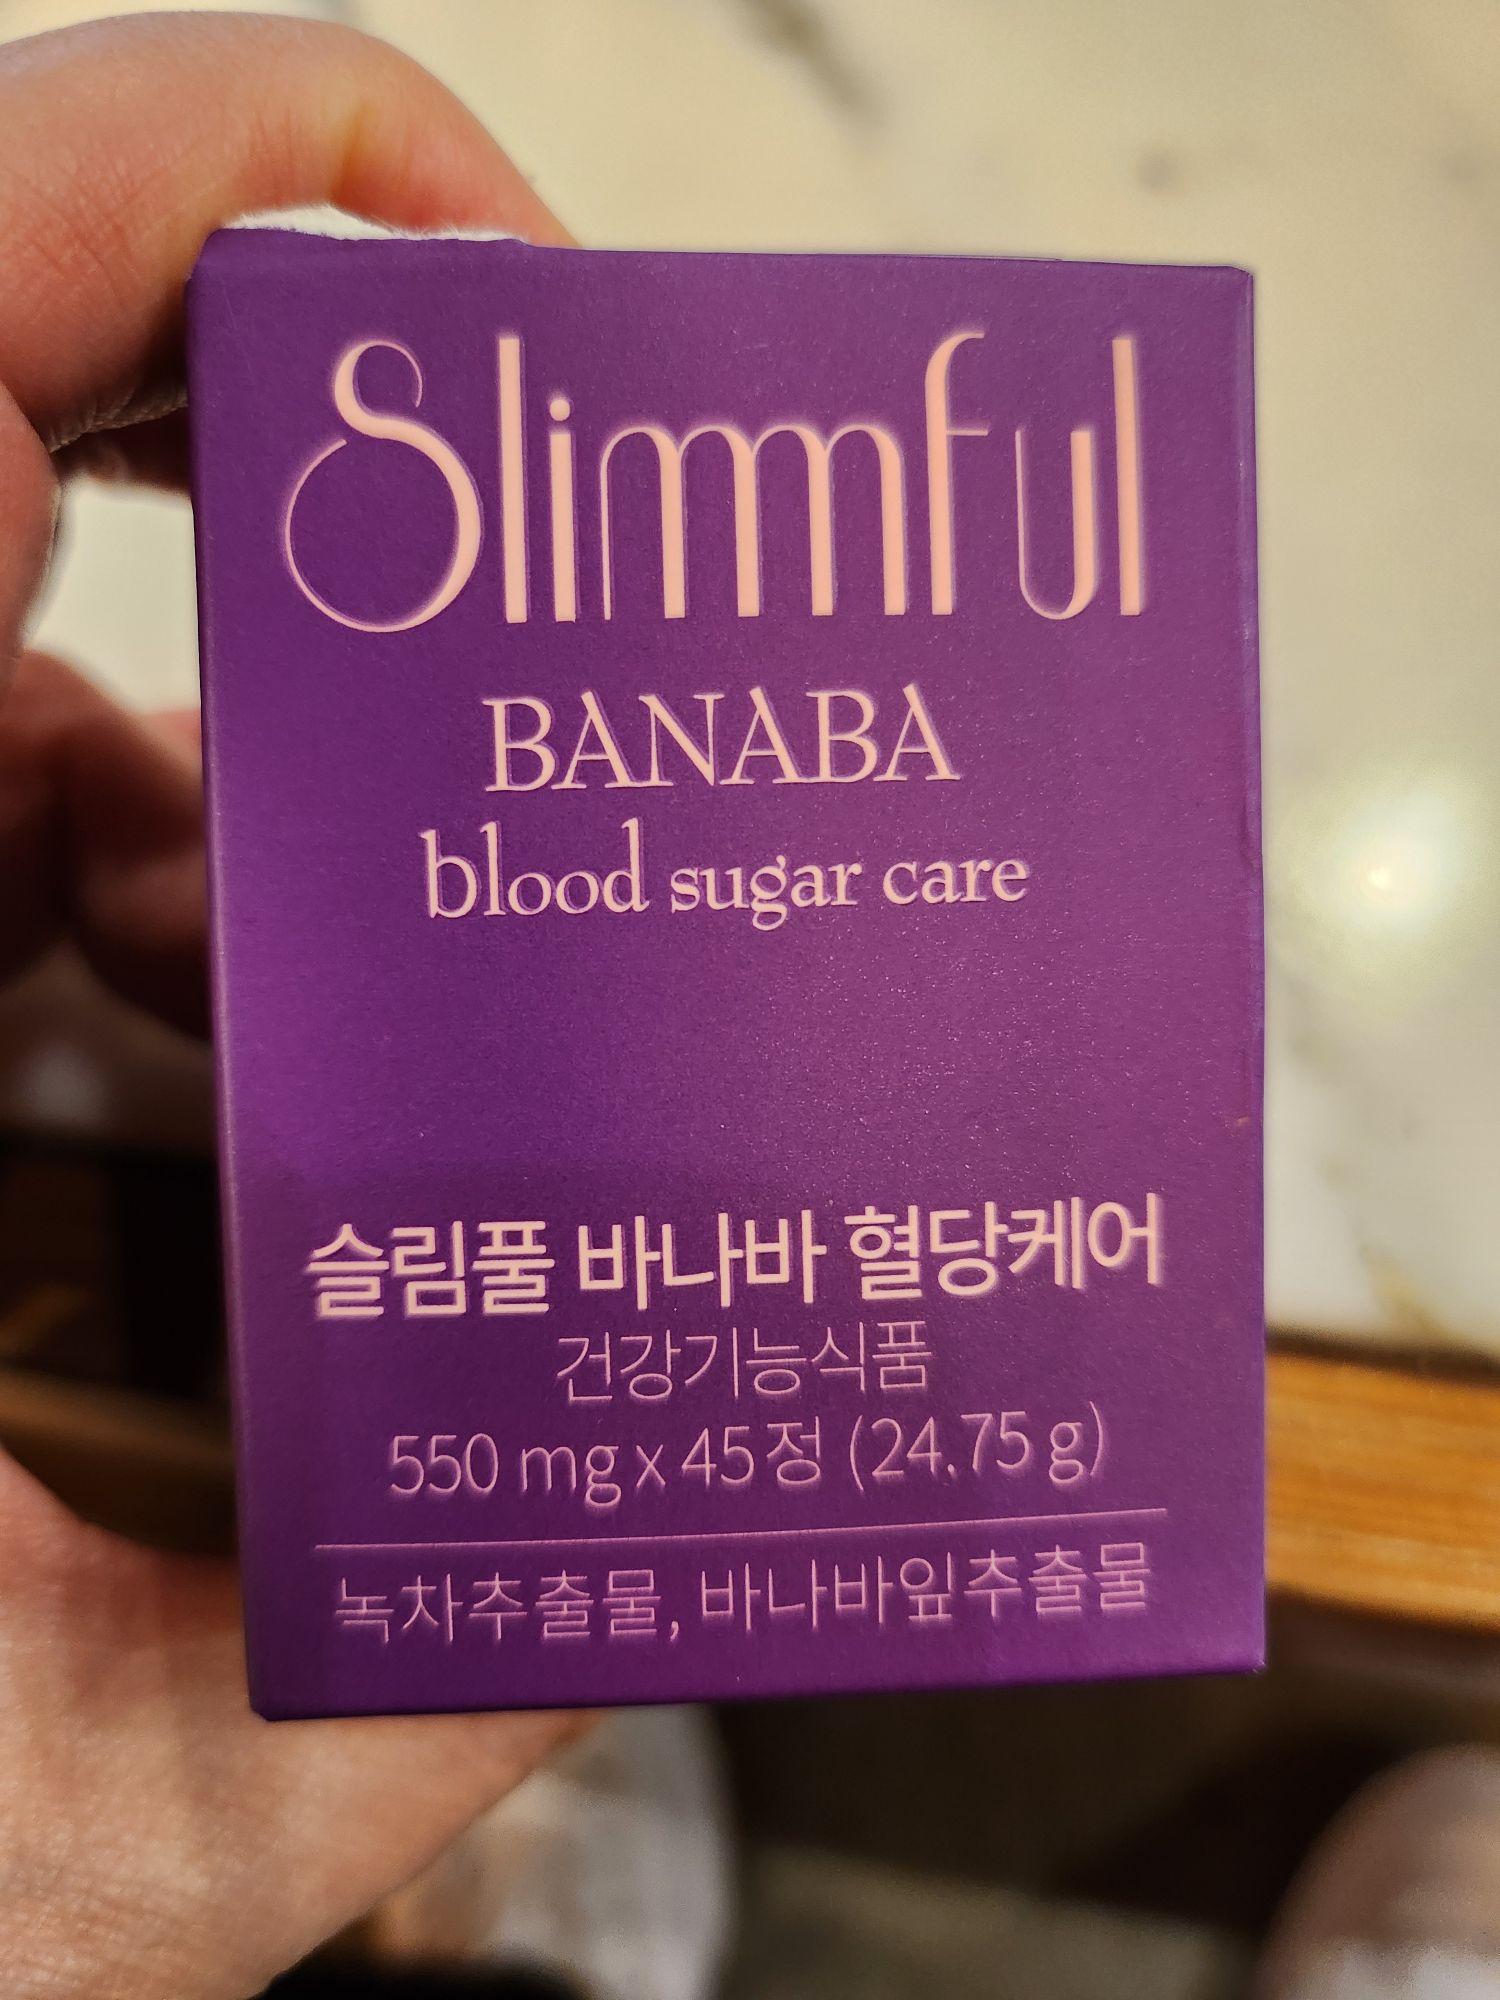 Slimmful
BANABA
blood sugar care
슬림풀 바나바 혈당케어
건강기능식품
550 mg x 45정 (24.75 g)
녹차추출물, 바나바잎추출물